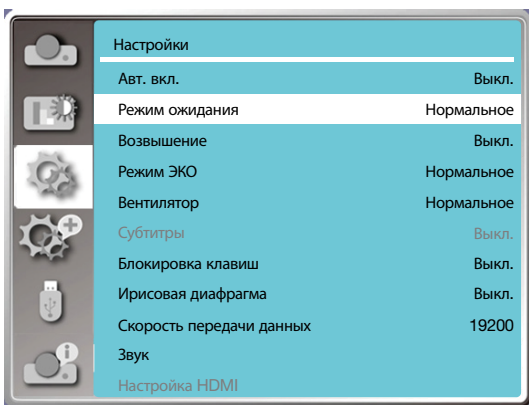 Настройки
Авт. вкл. Выкл.
Режим ожидания Нормальное
Возвышение Выкл.
Режим ЭКО Нормальное
Вентилятор Нормальное
Субтитры Выкл.
Блокировка клавиш Выкл.
Ирисовая диафрагма Выкл.
Скорость передачи данных 19200
Звук
Настройка HDMI